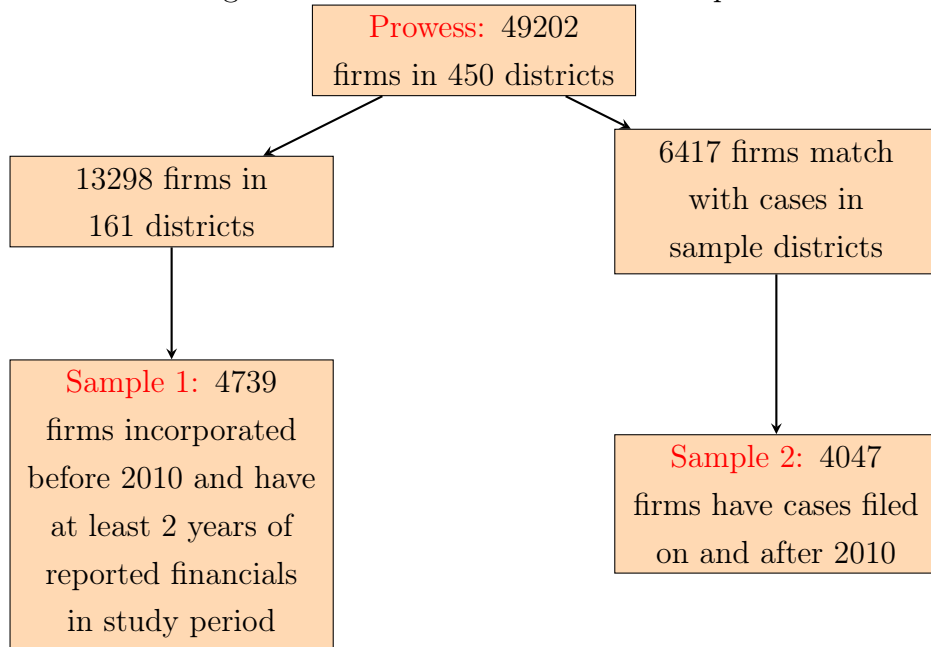 Prowess: 49202
firms in 450 districts
13298 firms in
161 districts
6417 firms match
with cases in
sample districts
Sample 1: 4739
firms incorporated
before 2010 and have
at least 2 years of
reported financials
in study period
Sample 2: 4047
firms have cases filed
on and after 2010